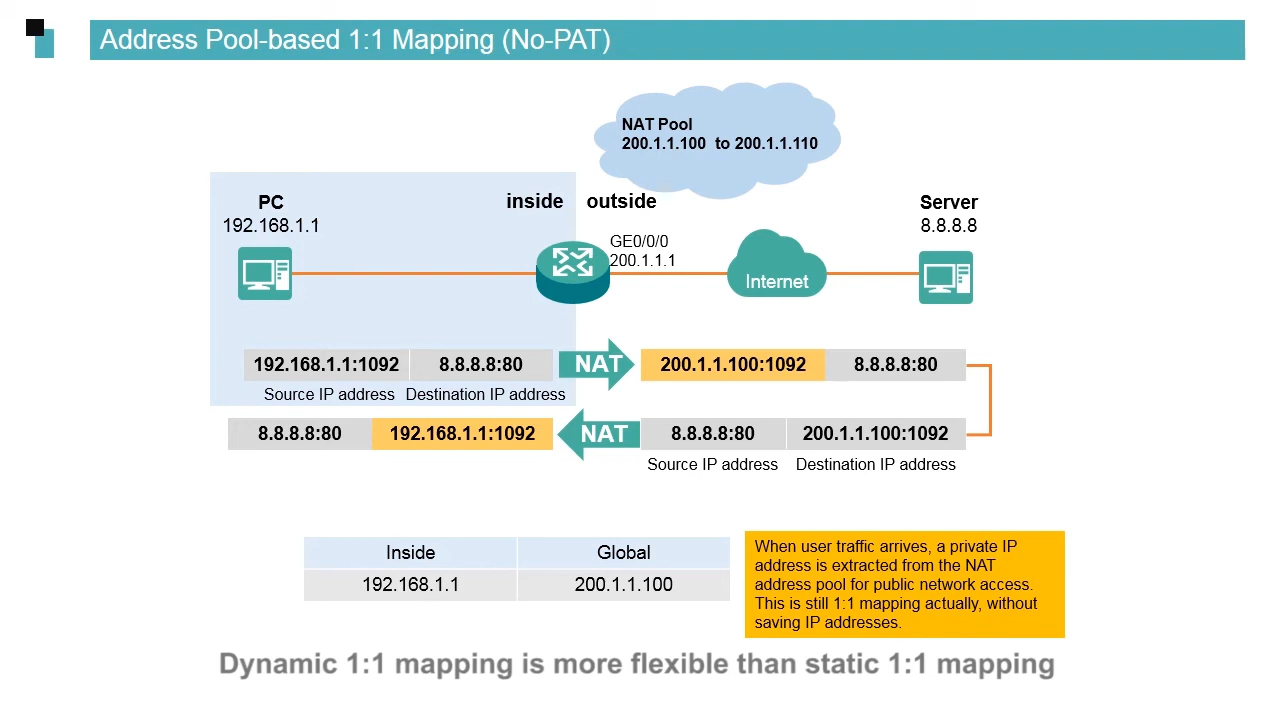 Address Pool-based 1:1 Mapping (No-PAT)
NAT Pool
200.1.1.100 to 200.1.1.110
PC
192.168.1.1
inside
outside
Server
8.8.8.8
GE0/0/0
200.1.1.1
Internet
192.168.1.1:1092 8.8.8.8:80 NAT 200.1.1.100:1092 8.8.8.8:80
Source IP address Destination IP address
8.8.8.8:80 192.168.1.1:1092 NAT 8.8.8.8:80 200.1.1.100:1092
Source IP address Destination IP address
Inside Global
192.168.1.1 200.1.1.100
When user traffic arrives, a private IP
address is extracted from the NAT
address pool for public network access.
This is still 1:1 mapping actually, without
saving IP addresses.
Dynamic 1:1 mapping is more flexible than static 1:1 mapping